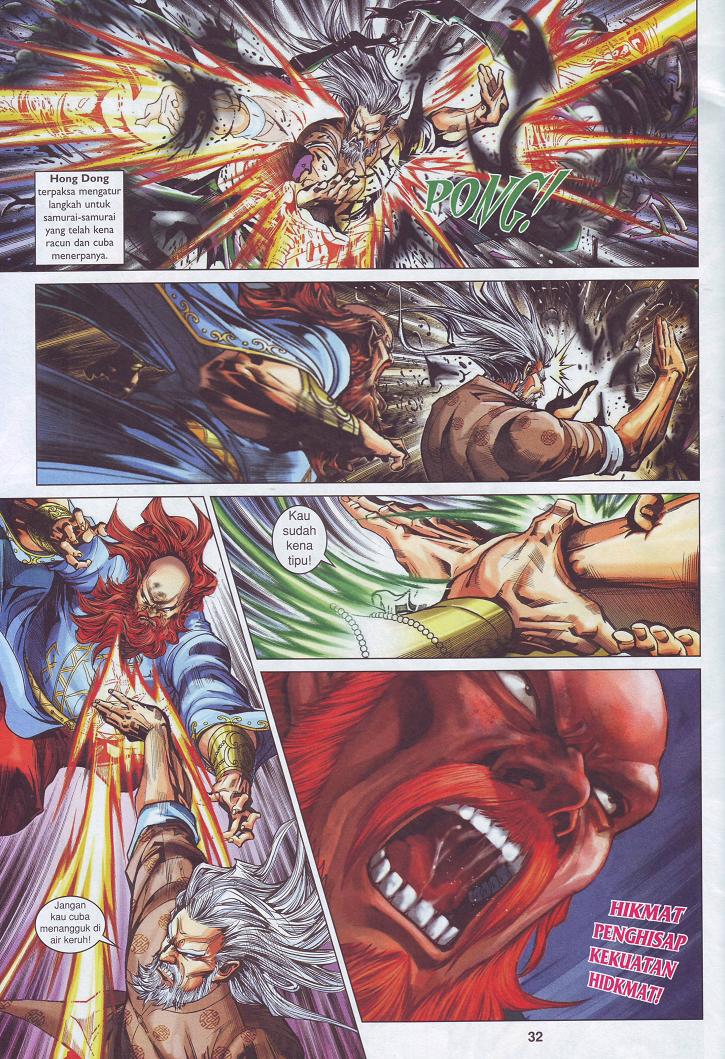 Hong Dong
terpaksa mengatur
langkah untuk
samurai-samurai
yang telah kena
racun dan cuba
menerpanya.
PONG!
Kau
sudah
kena
tipu!
Jangan
kau cuba
menangguk di
air keruh!
HIKMAT
PENGHISAP
KEKUATAN
HIDKMAT!
32